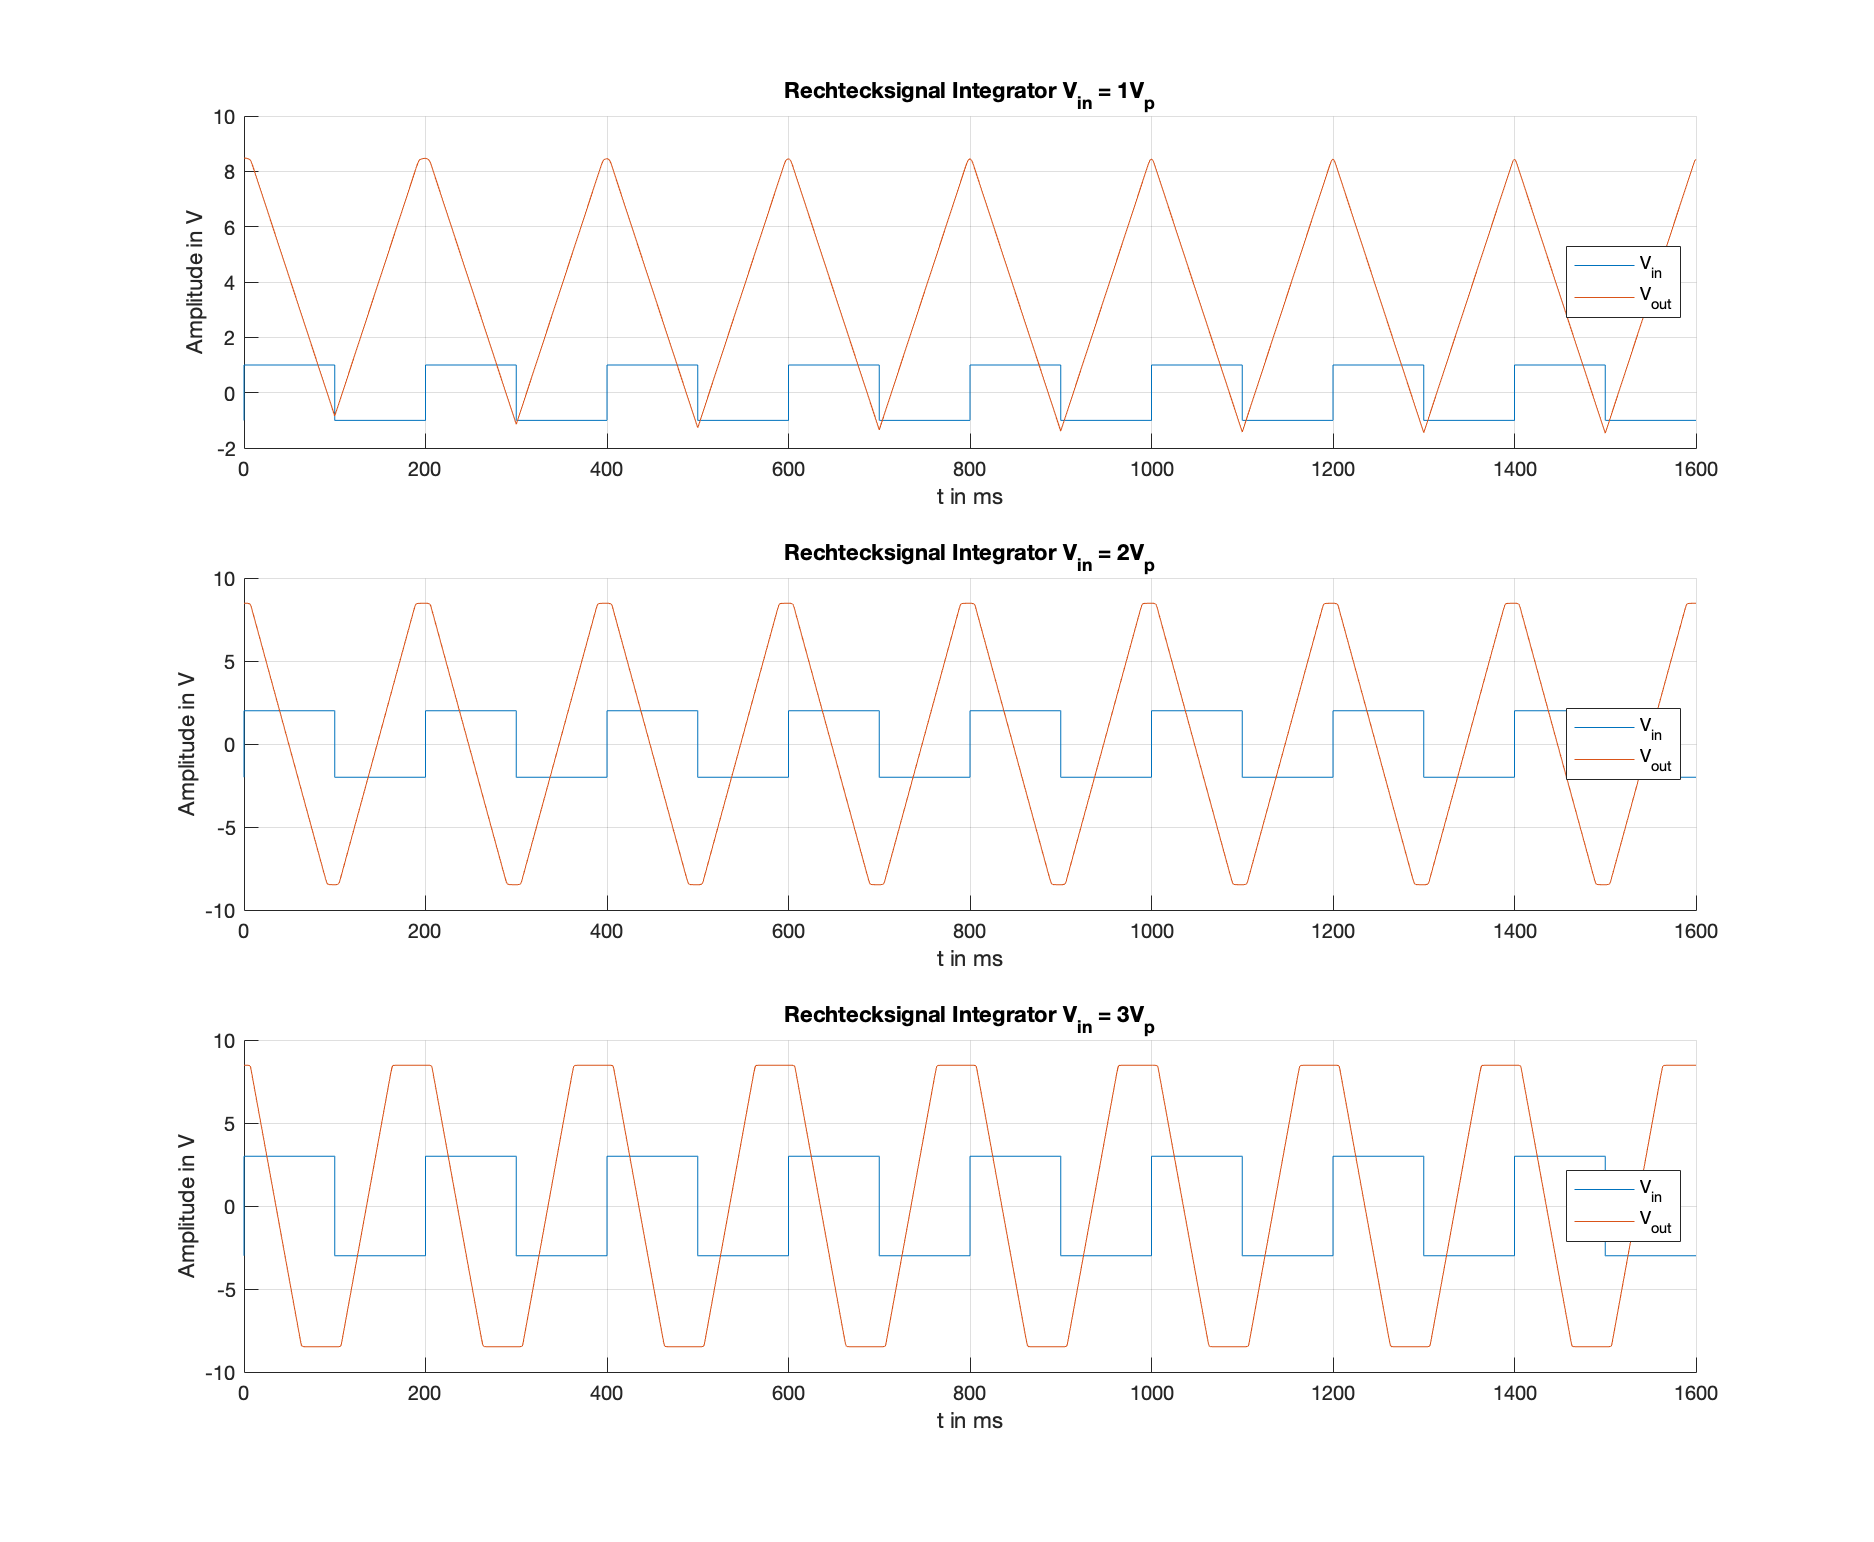 Rechtecksignal Integrator V_in = 1V_p
10
8
6
4
2
0
-2
Amplitude in V
V_in
V_out
0 200 400 600 800 1000 1200 1400 1600
t in ms
Rechtecksignal Integrator V_in = 2V_p
10
5
0
-5
-10
Amplitude in V
V_in
V_out
0 200 400 600 800 1000 1200 1400 1600
t in ms
Rechtecksignal Integrator V_in = 3V_p
10
5
0
-5
-10
Amplitude in V
V_in
V_out
0 200 400 600 800 1000 1200 1400 1600
t in ms